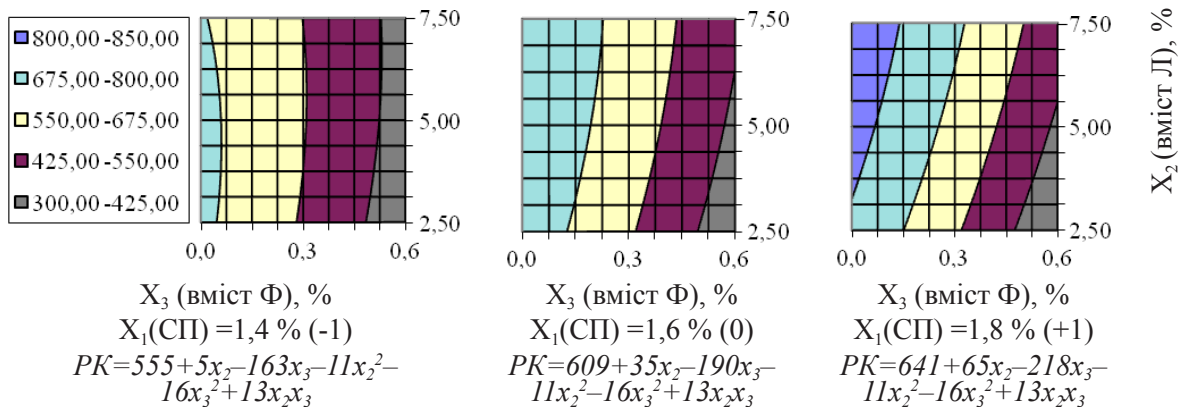 800,00 -850,00
675,00 -800,00
550,00 -675,00
425,00 -550,00
300,00 -425,00
7,50
5,00
2,50
0,0 0,3 0,6
X₃ (вміст Ф), %
X₁(СП) =1,4 % (-1)
РК=555+5x₂–163x₃–11x₂²–
16x₃²+13x₂x₃
7,50
5,00
2,50
0,0 0,3 0,6
X₃ (вміст Ф), %
X₁(СП) =1,6 % (0)
РК=609+35x₂–190x₃–
11x₂²–16x₃²+13x₂x₃
7,50
5,00
2,50
0,0 0,3 0,6
X₃ (вміст Ф), %
X₁(СП) =1,8 % (+1)
РК=641+65x₂–218x₃–
11x₂²–16x₃²+13x₂x₃
X₂ (вміст Л), %